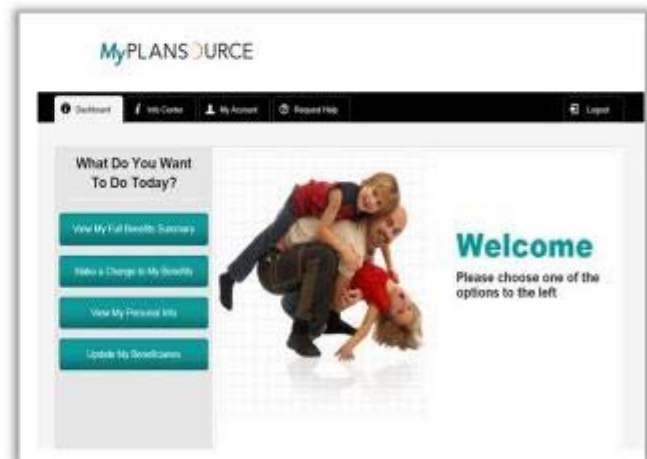 MyPLANSOURCE
Dashboard Info Center My Account Request Help Logout
What Do You Want
To Do Today?
View My Full Benefits Summary
Make a Change to My Benefits
View My Personal Info
Update My Beneficiaries
Welcome
Please choose one of the
options to the left